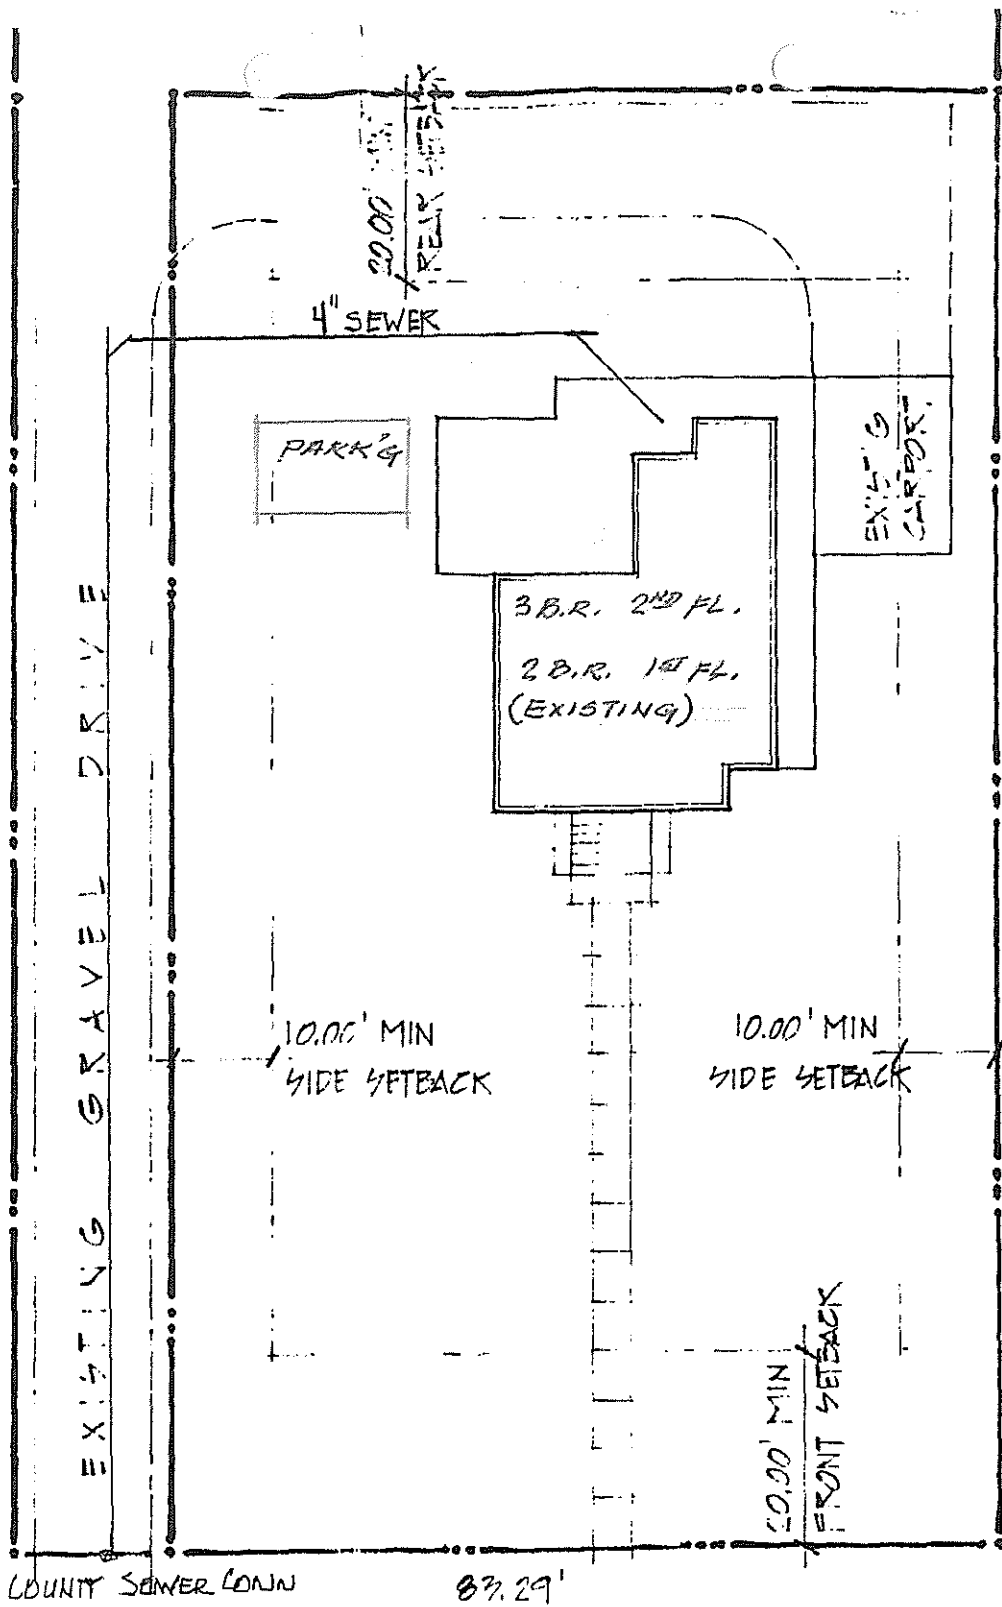 20.00' MIN
REAR SETBACK
4" SEWER
PARK'G
EXIST'G
CARPORT.
3 B.R. 2ND FL.
2 B.R. 1ST FL.
(EXISTING)
EXISTING GRAVEL DRIVE
10.00' MIN
SIDE SETBACK
10.00' MIN
SIDE SETBACK
20.00' MIN
FRONT SETBACK
COUNTY SEWER CONN
83.29'